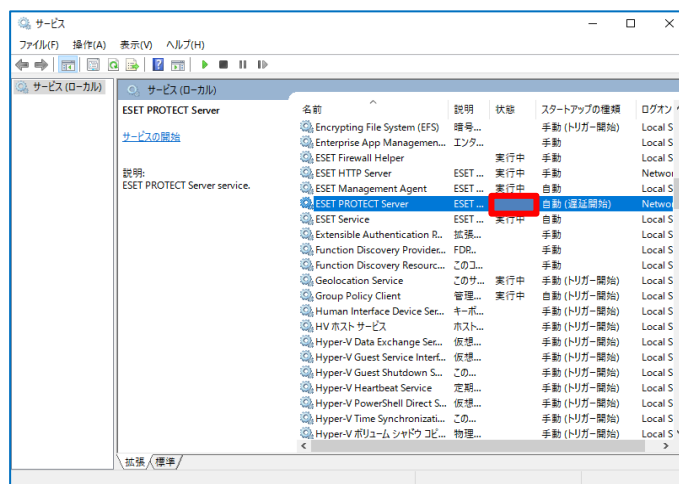 サービス
ファイル(F) 操作(A) 表示(V) ヘルプ(H)
サービス (ローカル)
サービス (ローカル)
ESET PROTECT Server
サービスの開始
説明:
ESET PROTECT Server service.
名前 説明 状態 スタートアップの種類 ログオン
Encrypting File System (EFS) 暗号... 手動 (トリガー開始) Local S
Enterprise App Managemen... エンタ... 手動 Local S
ESET Firewall Helper 実行中 手動 Local S
ESET HTTP Server ESET ... 実行中 手動 Networ
ESET Management Agent ESET ... 実行中 自動 Local S
ESET PROTECT Server ESET ... 自動 (遅延開始) Networ
ESET Service ESET ... 実行中 自動 Local S
Extensible Authentication P... 拡張... 手動 Local S
Function Discovery Provider... FDP... 手動 Local S
Function Discovery Resourc... このコ... 手動 Local S
Geolocation Service このサ... 実行中 手動 (トリガー開始) Local S
Group Policy Client 管理... 実行中 自動 (トリガー開始) Local S
Human Interface Device Ser... キーボ... 手動 (トリガー開始) Local S
HV ホスト サービス ホスト... 手動 (トリガー開始) Local S
Hyper-V Data Exchange Ser... 仮想... 手動 (トリガー開始) Local S
Hyper-V Guest Service Interf... 仮想... 手動 (トリガー開始) Local S
Hyper-V Guest Shutdown S... この... 手動 (トリガー開始) Local S
Hyper-V Heartbeat Service 定期... 手動 (トリガー開始) Local S
Hyper-V PowerShell Direct S... 仮想... 手動 (トリガー開始) Local S
Hyper-V Time Synchronizati... この... 手動 (トリガー開始) Local S
Hyper-V ボリューム シャドウ コピ... 物理... 手動 (トリガー開始) Local S
拡張 標準